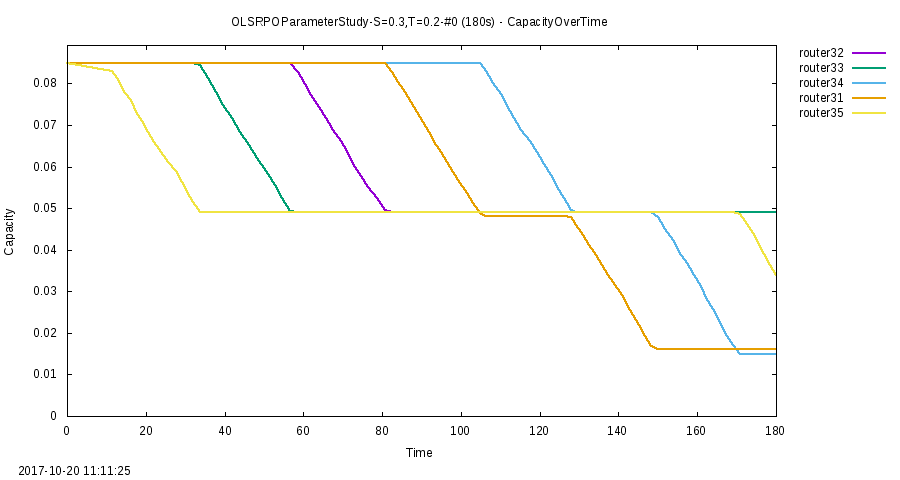 OLSRPOParameterStudy-S=0.3,T=0.2-#0 (180s) - CapacityOverTime
router32
router33
router34
router31
router35
0.08
0.07
0.06
0.05
0.04
0.03
0.02
0.01
0
Capacity
0 20 40 60 80 100 120 140 160 180
Time
2017-10-20 11:11:25